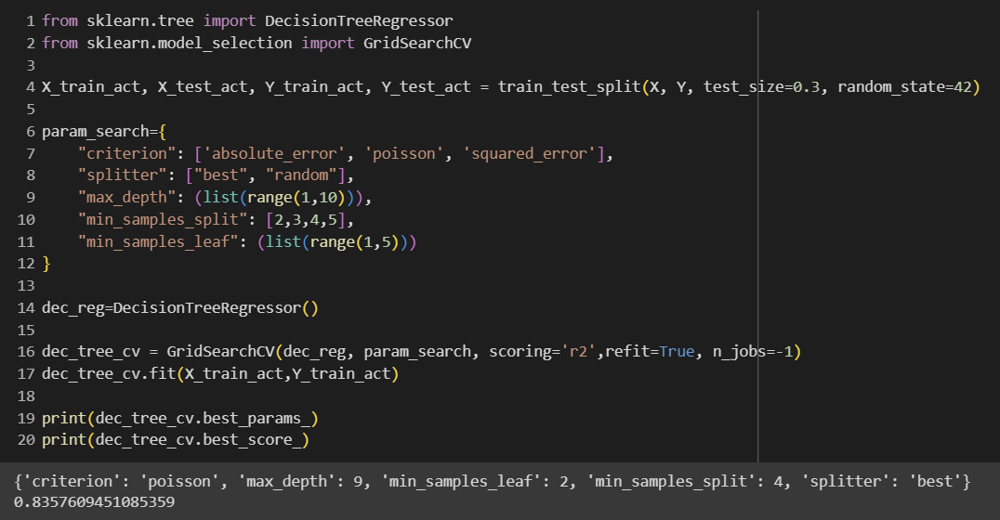 1 from sklearn.tree import DecisionTreeRegressor
2 from sklearn.model_selection import GridSearchCV
3
4 X_train_act, X_test_act, Y_train_act, Y_test_act = train_test_split(X, Y, test_size=0.3, random_state=42)
5
6 param_search={
7     "criterion": ['absolute_error', 'poisson', 'squared_error'],
8     "splitter": ["best", "random"],
9     "max_depth": (list(range(1,10))),
10     "min_samples_split": [2,3,4,5],
11     "min_samples_leaf": (list(range(1,5)))
12 }
13
14 dec_reg=DecisionTreeRegressor()
15
16 dec_tree_cv = GridSearchCV(dec_reg, param_search, scoring='r2',refit=True, n_jobs=-1)
17 dec_tree_cv.fit(X_train_act,Y_train_act)
18
19 print(dec_tree_cv.best_params_)
20 print(dec_tree_cv.best_score_)
{'criterion': 'poisson', 'max_depth': 9, 'min_samples_leaf': 2, 'min_samples_split': 4, 'splitter': 'best'}
0.8357609451085359